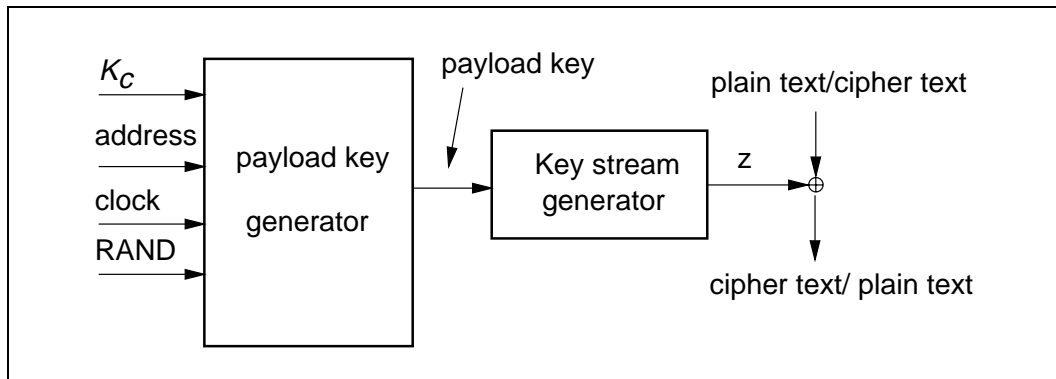 K_C
address
clock
RAND
payload key
generator
payload key
Key stream
generator
z
plain text/cipher text
cipher text/ plain text